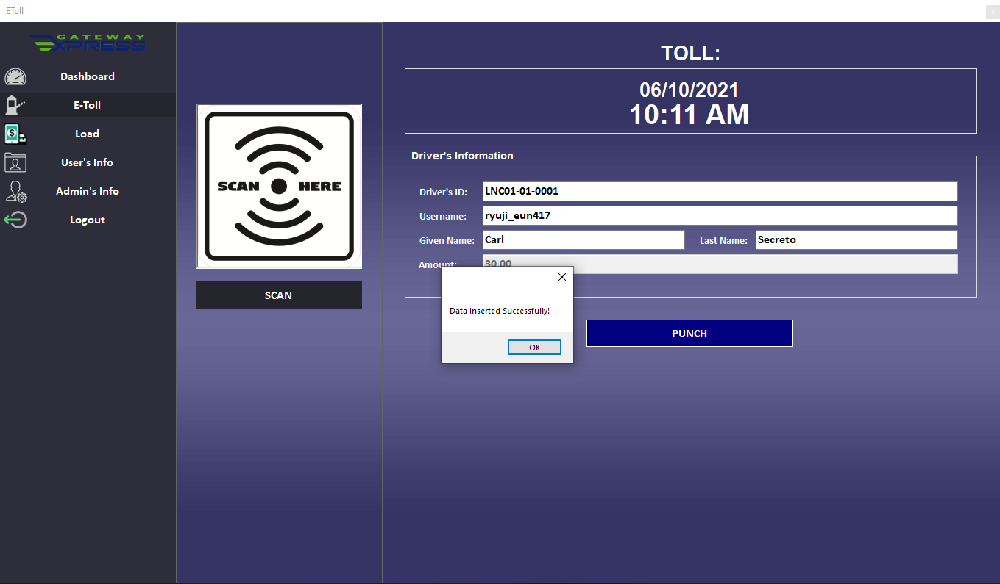 EToll
GATEWAY
EXPRESS
Dashboard
E-Toll
Load
User's Info
Admin's Info
Logout
SCAN HERE
SCAN
TOLL:
06/10/2021
10:11 AM
Driver's Information
Driver's ID: LNC01-01-0001
Username: ryuji_eun417
Given Name: Carl Last Name: Secreto
Amount: 30.00
Data Inserted Successfully!
OK
PUNCH